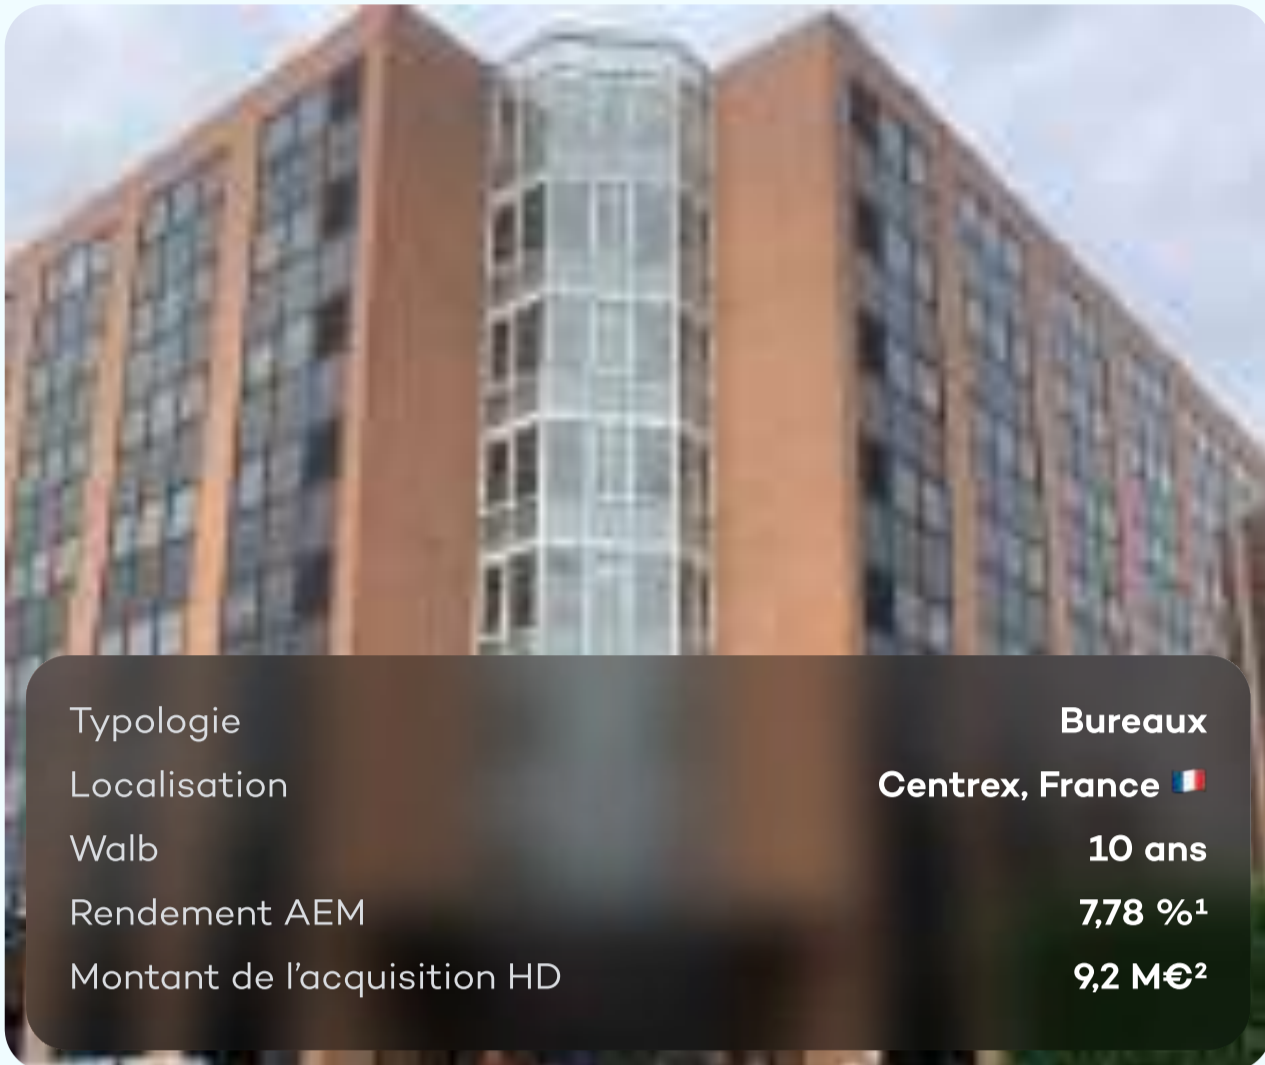 Typologie Bureaux
Localisation Centrex, France 🇫🇷
Walb 10 ans
Rendement AEM 7,78 %¹
Montant de l'acquisition HD 9,2 M€²